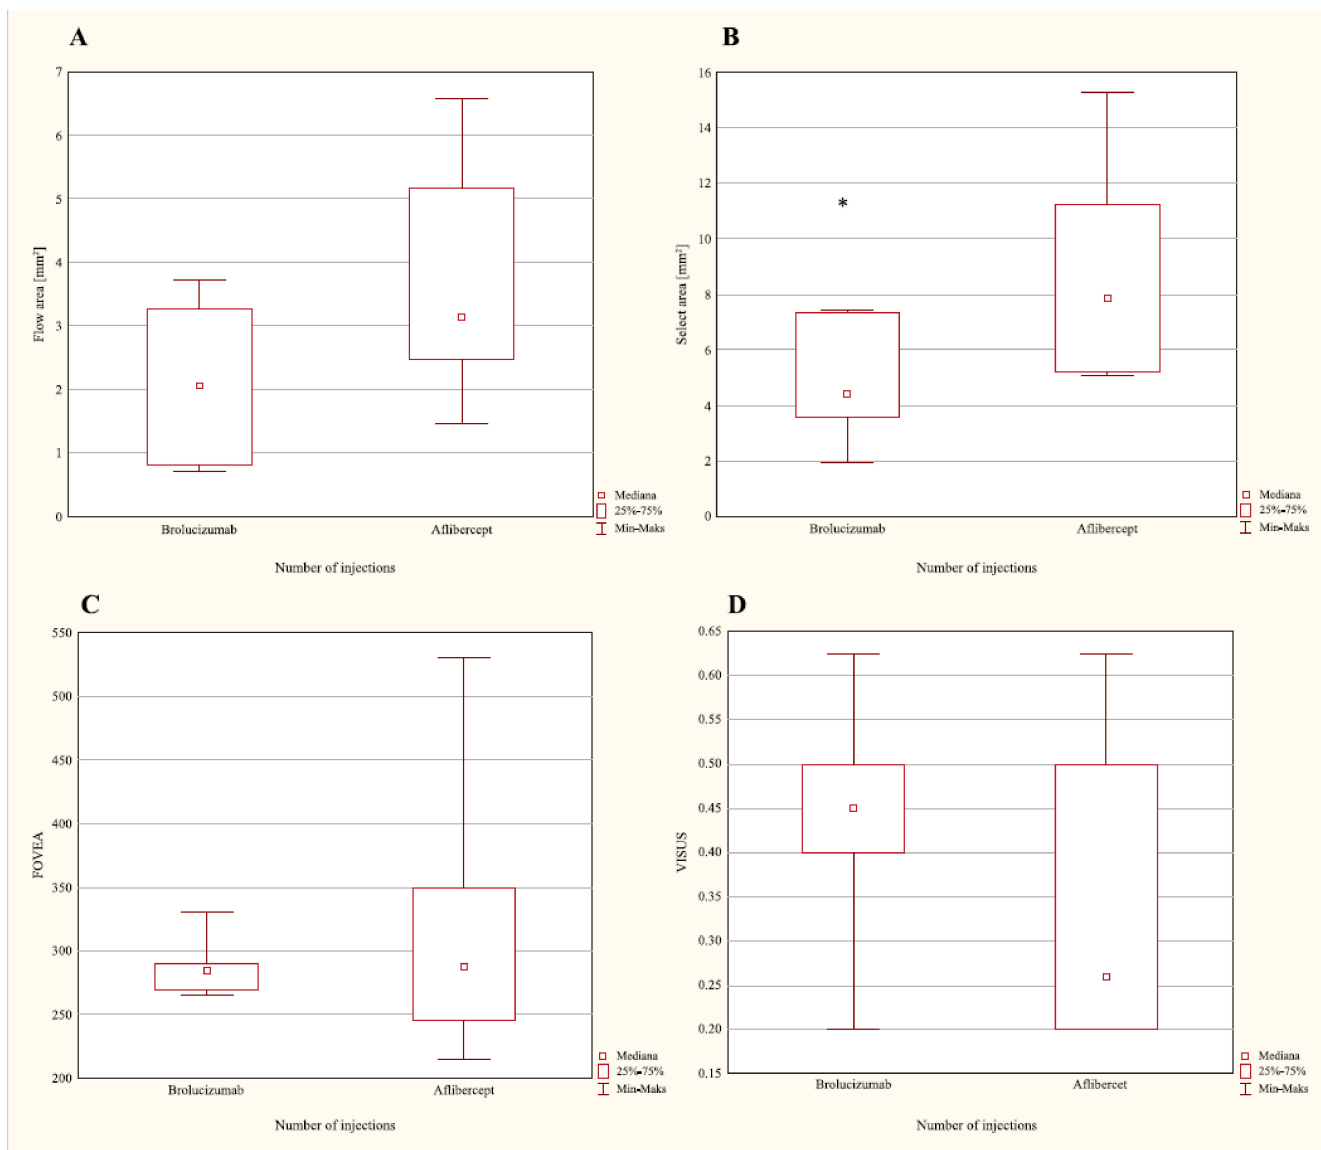 A
7
6
5
4
3
2
1
0
Flow area [mm²]
Brolucizumab
Aflibercept
Number of injections
Mediana
25%-75%
Min-Maks
B
16
14
12
10
8
6
4
2
0
Select area [mm²]
*
Brolucizumab
Aflibercept
Number of injections
Mediana
25%-75%
Min-Maks
C
550
500
450
400
350
300
250
200
FOVEA
Brolucizumab
Aflibercept
Number of injections
Mediana
25%-75%
Min-Maks
D
0.65
0.60
0.55
0.50
0.45
0.40
0.35
0.30
0.25
0.20
0.15
VISUS
Brolucizumab
Aflibercet
Number of injections
Mediana
25%-75%
Min-Maks